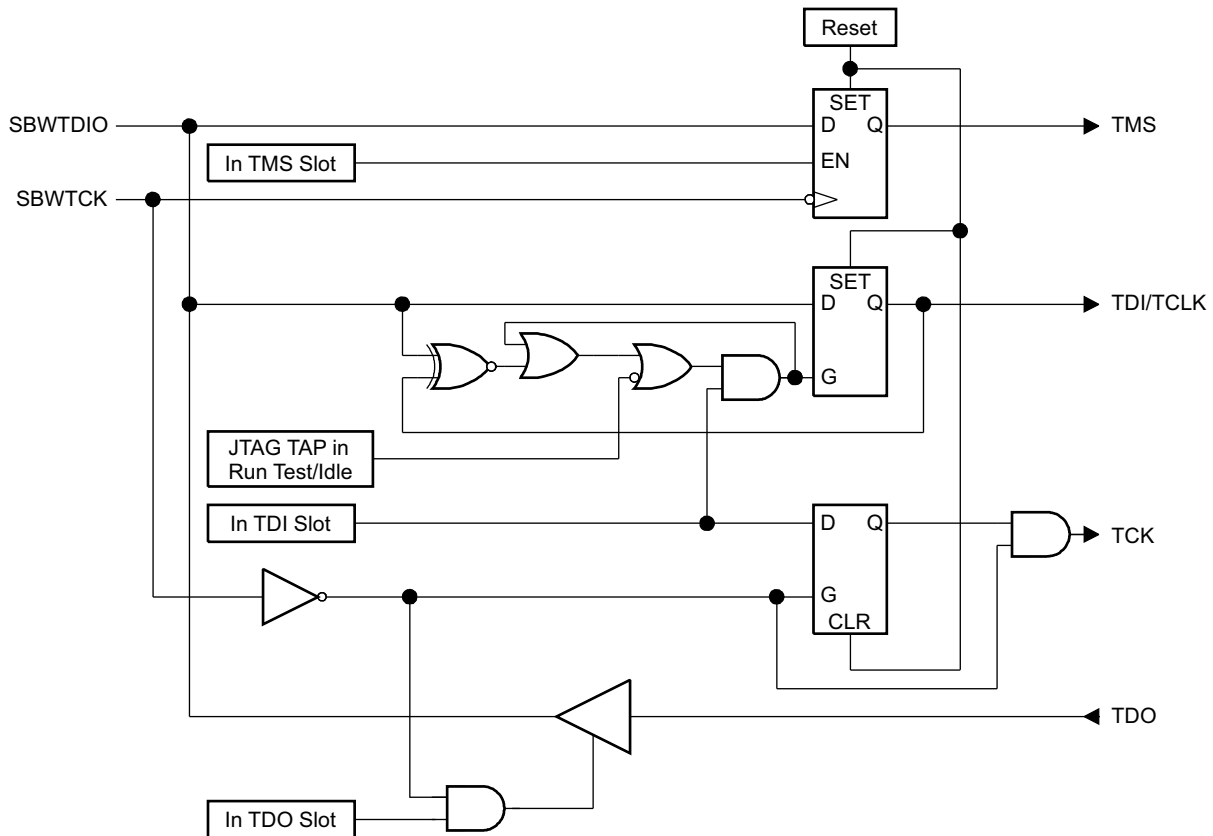 Reset
SET
SBWTDIO
D
Q
TMS
In TMS Slot
EN
SBWTCK
SET
D
Q
TDI/TCLK
G
JTAG TAP in
Run Test/Idle
In TDI Slot
D
Q
TCK
G
CLR
TDO
In TDO Slot